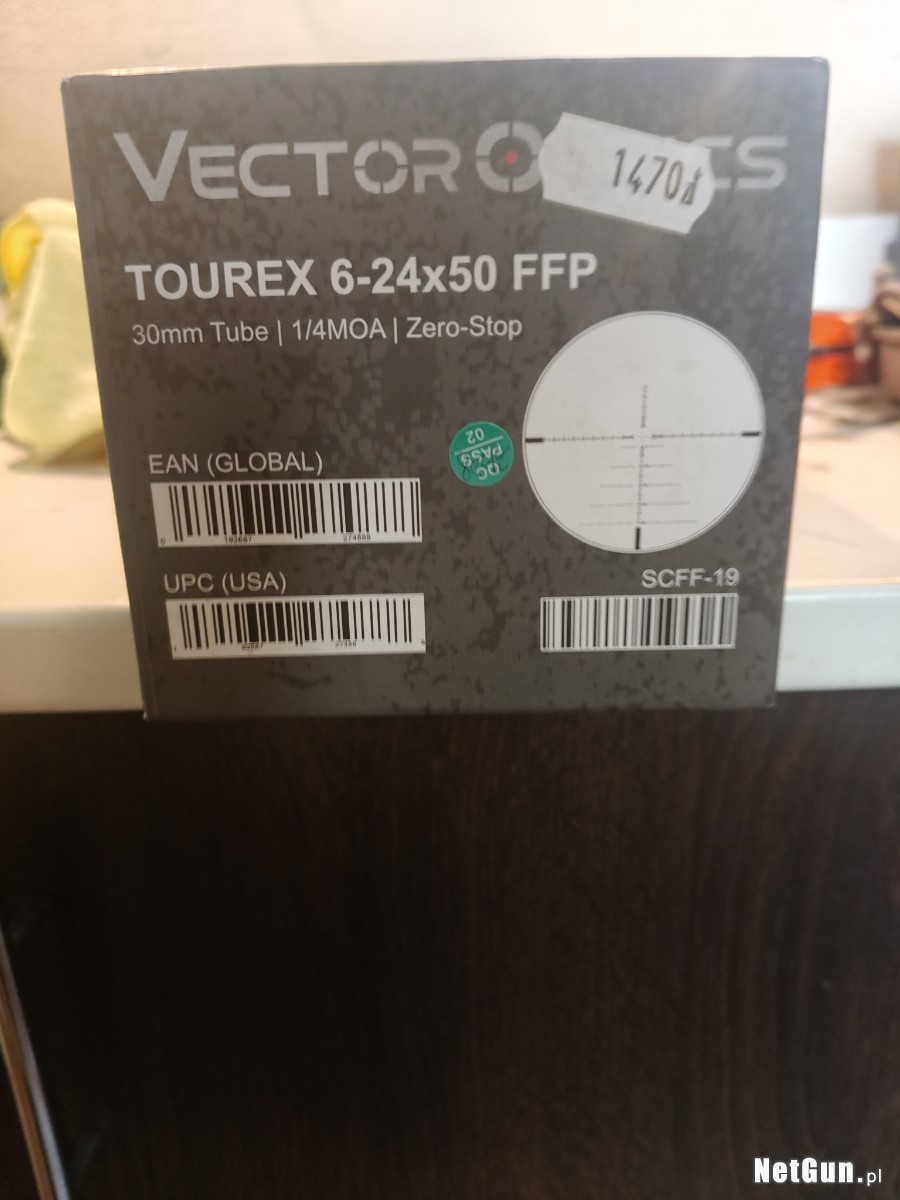 VECTOR O CS
1470zł
TOUREX 6-24x50 FFP
30mm Tube | 1/4MOA | Zero-Stop
QC
PASS
02
EAN (GLOBAL)
UPC (USA)
SCFF-19
NetGun.pl